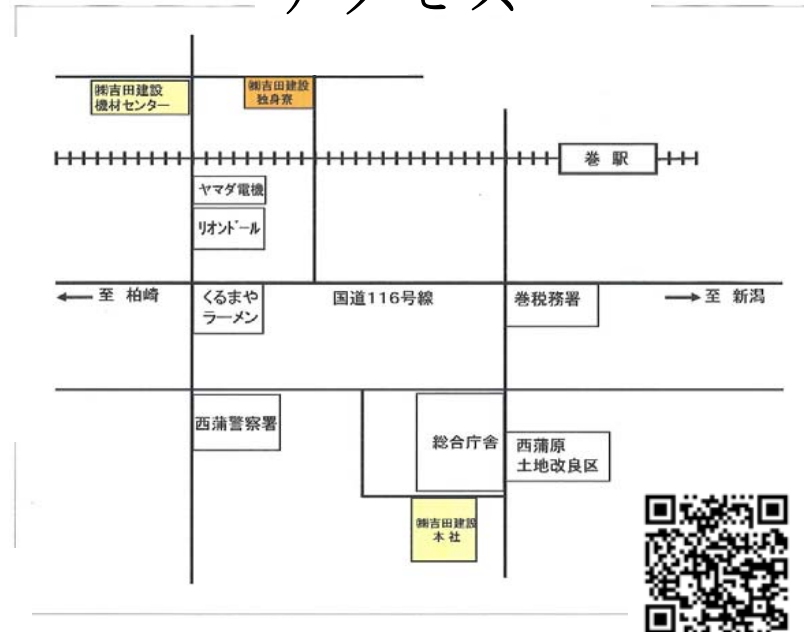 アクセス
㈱吉田建設
機材センター
㈱吉田建設
独身寮
巻 駅
ヤマダ電機
リオンドール
← 至 柏崎
くるまや
ラーメン
国道116号線
巻税務署
→ 至 新潟
西蒲警察署
総合庁舎
西蒲原
土地改良区
㈱吉田建設
本 社